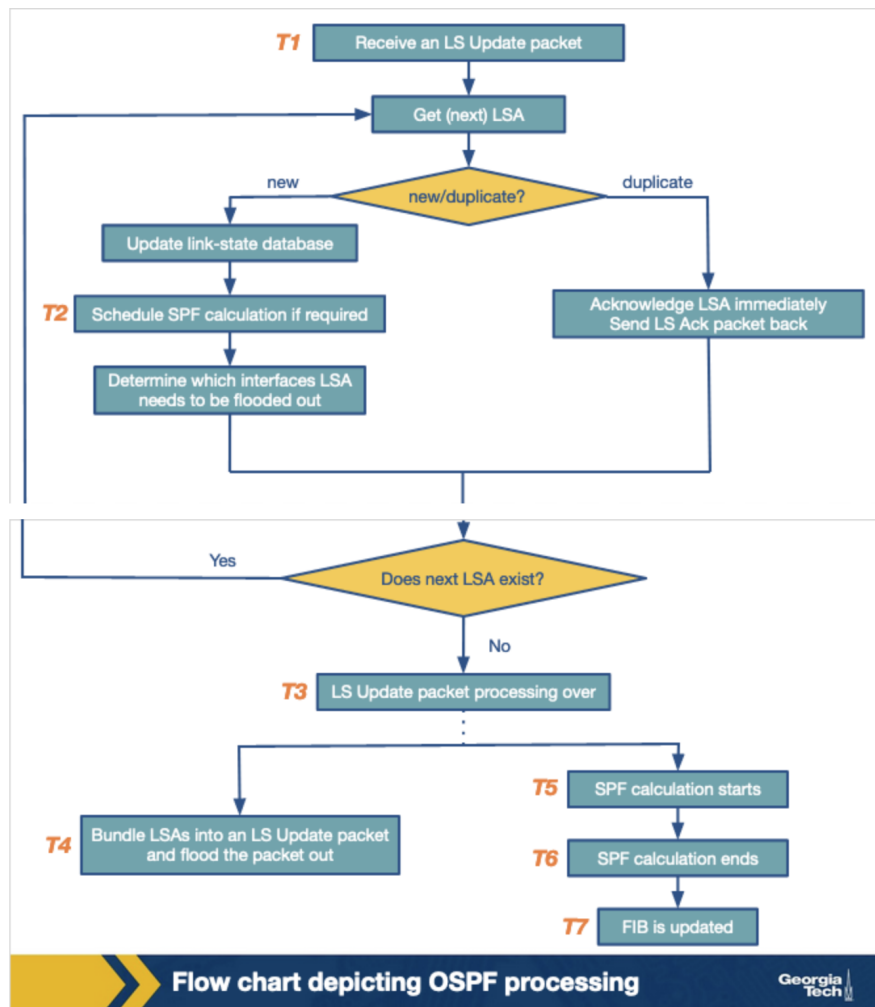 T1
Receive an LS Update packet
Get (next) LSA
new
new/duplicate?
duplicate
Update link-state database
T2
Schedule SPF calculation if required
Acknowledge LSA immediately
Send LS Ack packet back
Determine which interfaces LSA
needs to be flooded out
Yes
Does next LSA exist?
No
T3
LS Update packet processing over
T4
Bundle LSAs into an LS Update packet
and flood the packet out
T5
SPF calculation starts
T6
SPF calculation ends
T7
FIB is updated
Flow chart depicting OSPF processing
Georgia
Tech